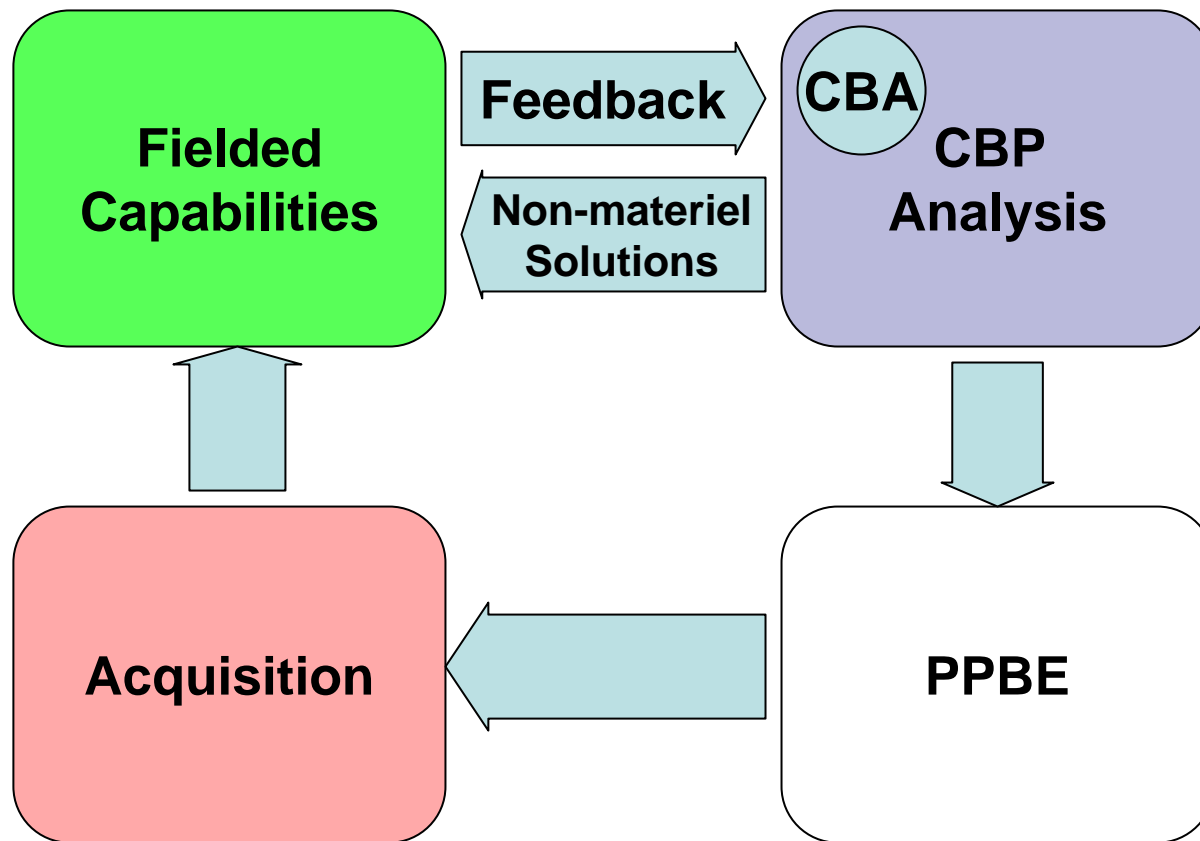 Fielded
Capabilities
Feedback
Non-materiel
Solutions
CBA
CBP
Analysis
Acquisition
PPBE